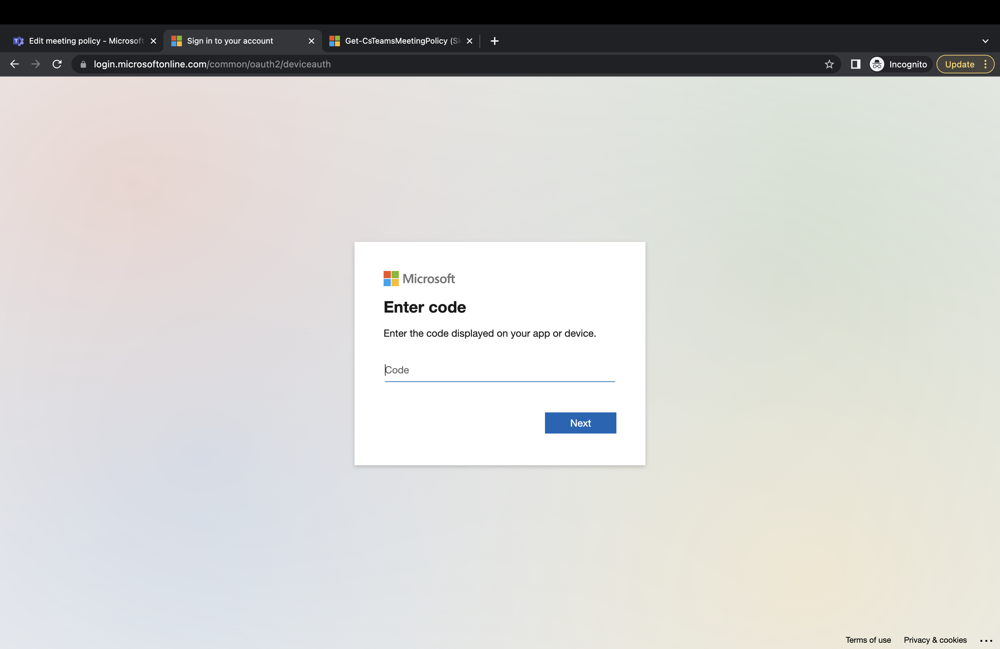 Edit meeting policy - Microsoft
Sign in to your account
Get-CsTeamsMeetingPolicy (Sk
login.microsoftonline.com/common/oauth2/deviceauth
Incognito
Update
Microsoft
Enter code
Enter the code displayed on your app or device.
Code
Next
Terms of use
Privacy & cookies